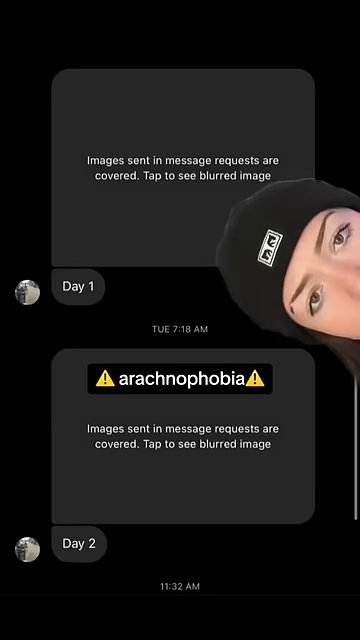 Images sent in message requests are
covered. Tap to see blurred image
Day 1
TUE 7:18 AM
⚠️ arachnophobia⚠️
Images sent in message requests are
covered. Tap to see blurred image
Day 2
11:32 AM